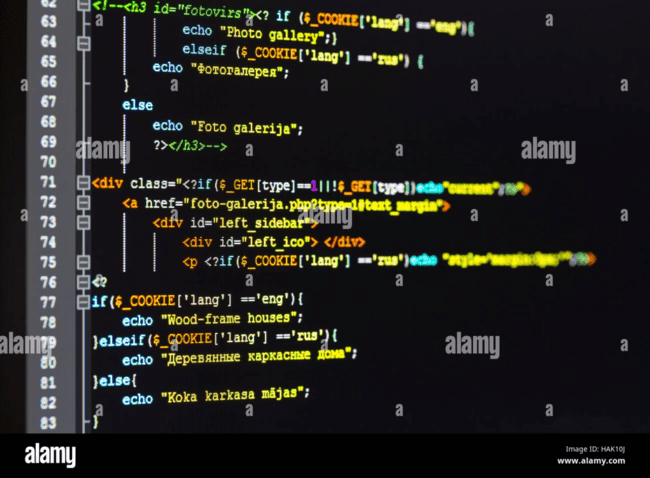 62 <!--<h3 id="fotovirs"><? if ($_COOKIE['lang'] =='eng'){
63 echo "Photo gallery";}
64 elseif ($_COOKIE['lang'] =='rus') {
65 echo "Фотогалерея";
66 }
67 else
68 echo "Foto galerija";
69 ?></h3>-->
70
71 <div class="<?if($_GET[type]==1||!$_GET[type])echo"current";?>">
72 <a href="foto-galerija.php?type=1#text_margin">
73 <div id="left_sidebar">
74 <div id="left_ico"> </div>
75 <p <?if($_COOKIE['lang'] =='rus')echo
76 <?
77 if($_COOKIE['lang'] =='eng'){
78 echo "Wood-frame houses";
79 }elseif($_COOKIE['lang'] =='rus'){
80 echo "Деревянные каркасные дома";
81 }else{
82 echo "Koka karkasa mājas";
83 }
alamy
alamy
alamy
alamy
alamy
Image ID: HAK10J
www.alamy.com